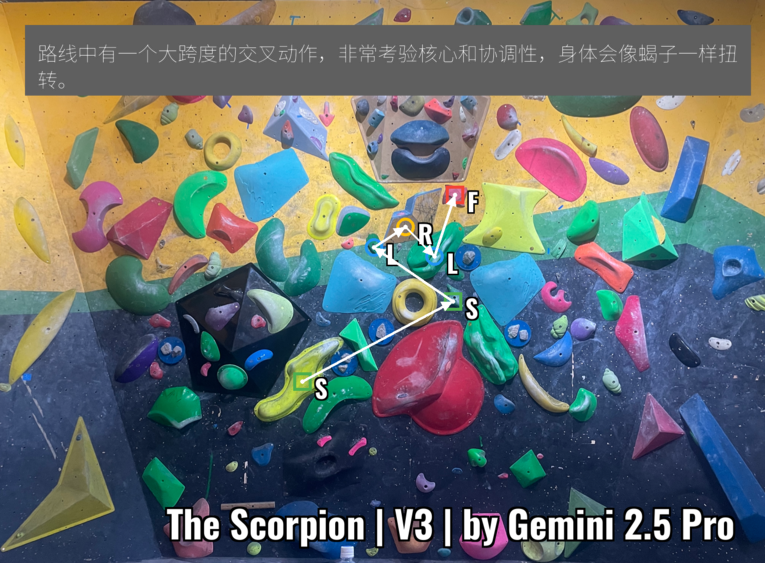 路线中有一个大跨度的交叉动作，非常考验核心和协调性，身体会像蝎子一样扭
转。
F
R
L
L
S
S
The Scorpion | V3 | by Gemini 2.5 Pro